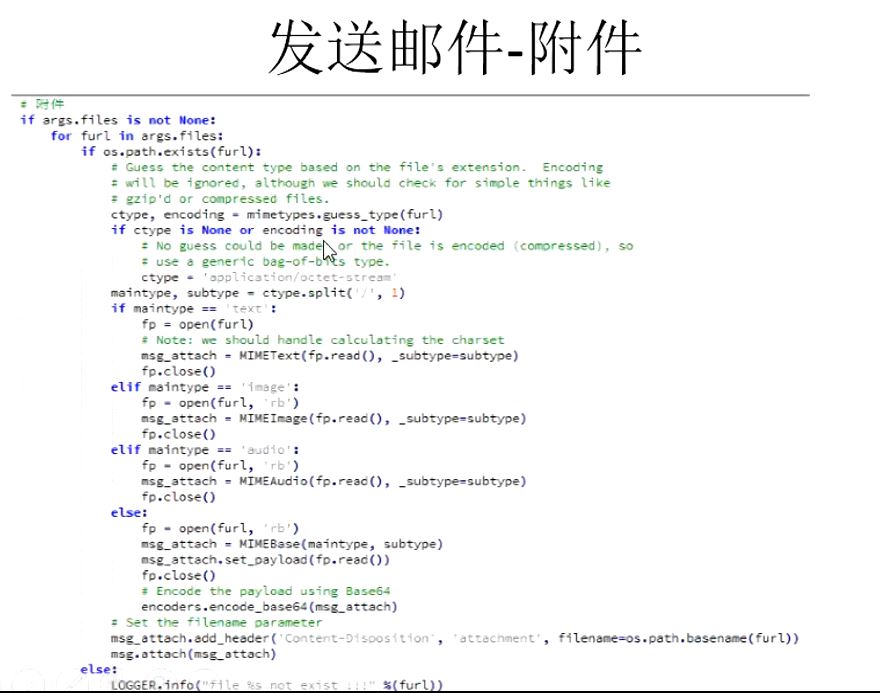 发送邮件-附件
# 附件
if args.files is not None:
    for furl in args.files:
        if os.path.exists(furl):
            # Guess the content type based on the file's extension.  Encoding
            # will be ignored, although we should check for simple things like
            # gzip'd or compressed files.
            ctype, encoding = mimetypes.guess_type(furl)
            if ctype is None or encoding is not None:
                # No guess could be made, or the file is encoded (compressed), so
                # use a generic bag-of-bits type.
                ctype = 'application/octet-stream'
            maintype, subtype = ctype.split('/', 1)
            if maintype == 'text':
                fp = open(furl)
                # Note: we should handle calculating the charset
                msg_attach = MIMEText(fp.read(), _subtype=subtype)
                fp.close()
            elif maintype == 'image':
                fp = open(furl, 'rb')
                msg_attach = MIMEImage(fp.read(), _subtype=subtype)
                fp.close()
            elif maintype == 'audio':
                fp = open(furl, 'rb')
                msg_attach = MIMEAudio(fp.read(), _subtype=subtype)
                fp.close()
            else:
                fp = open(furl, 'rb')
                msg_attach = MIMEBase(maintype, subtype)
                msg_attach.set_payload(fp.read())
                fp.close()
                # Encode the payload using Base64
                encoders.encode_base64(msg_attach)
            # Set the filename parameter
            msg_attach.add_header('Content-Disposition', 'attachment', filename=os.path.basename(furl))
            msg.attach(msg_attach)
        else:
            LOGGER.info("file %s not exist !!!" %(furl))